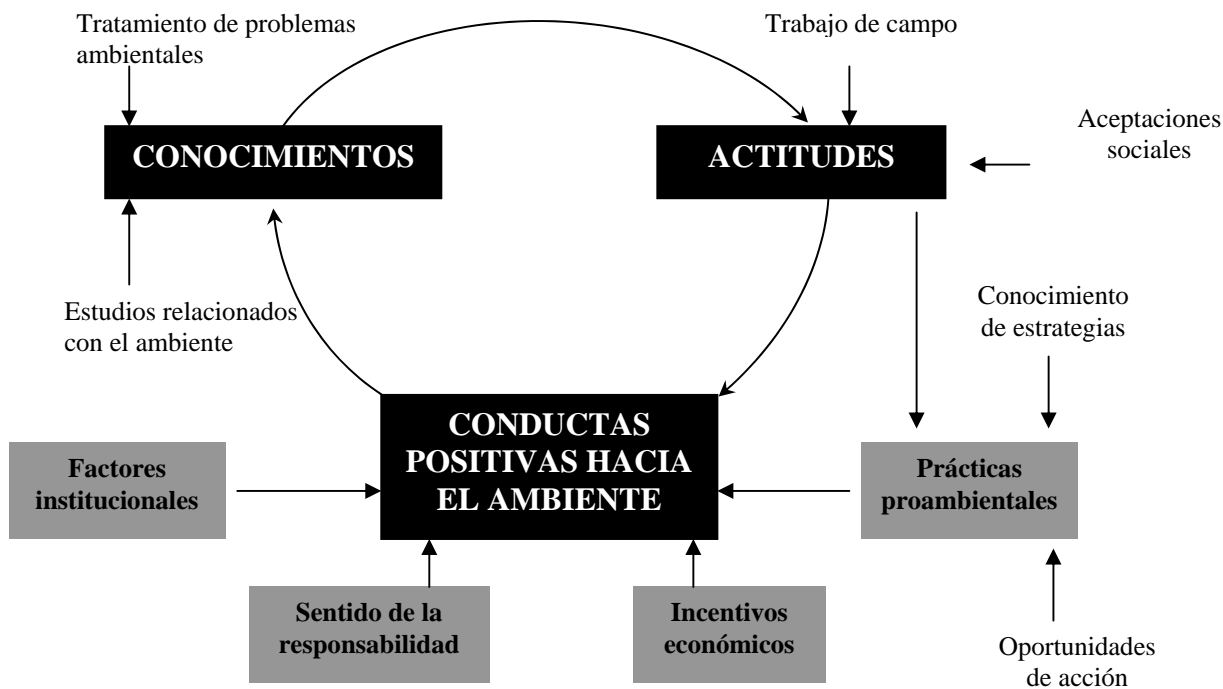 Tratamiento de problemas
ambientales
Trabajo de campo
CONOCIMIENTOS
ACTITUDES
Aceptaciones
sociales
Estudios relacionados
con el ambiente
Conocimiento
de estrategias
CONDUCTAS
POSITIVAS HACIA
EL AMBIENTE
Factores
institucionales
Prácticas
proambientales
Sentido de la
responsabilidad
Incentivos
económicos
Oportunidades
de acción